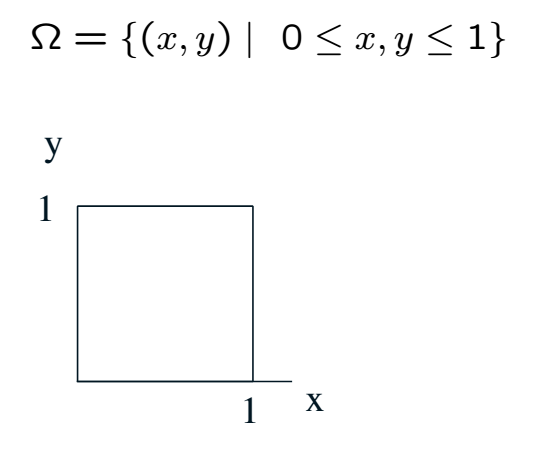 Ω = {(x, y) | 0 ≤ x, y ≤ 1}
y
1
1
x